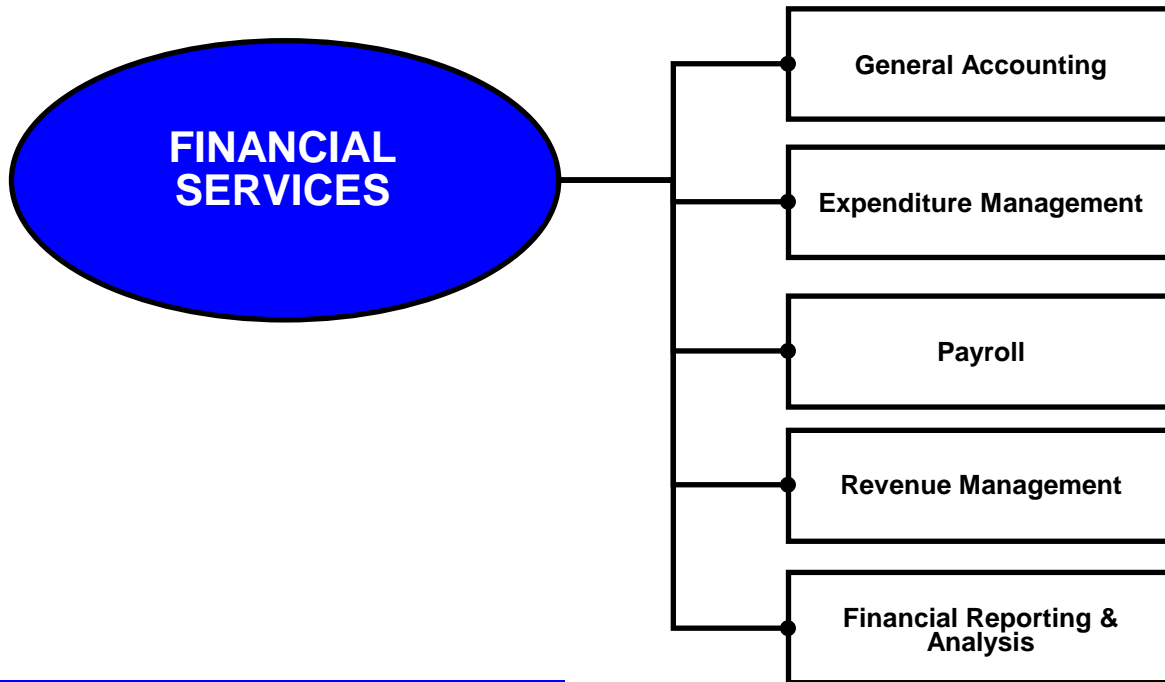 FINANCIAL
SERVICES
General Accounting
Expenditure Management
Payroll
Revenue Management
Financial Reporting &
Analysis